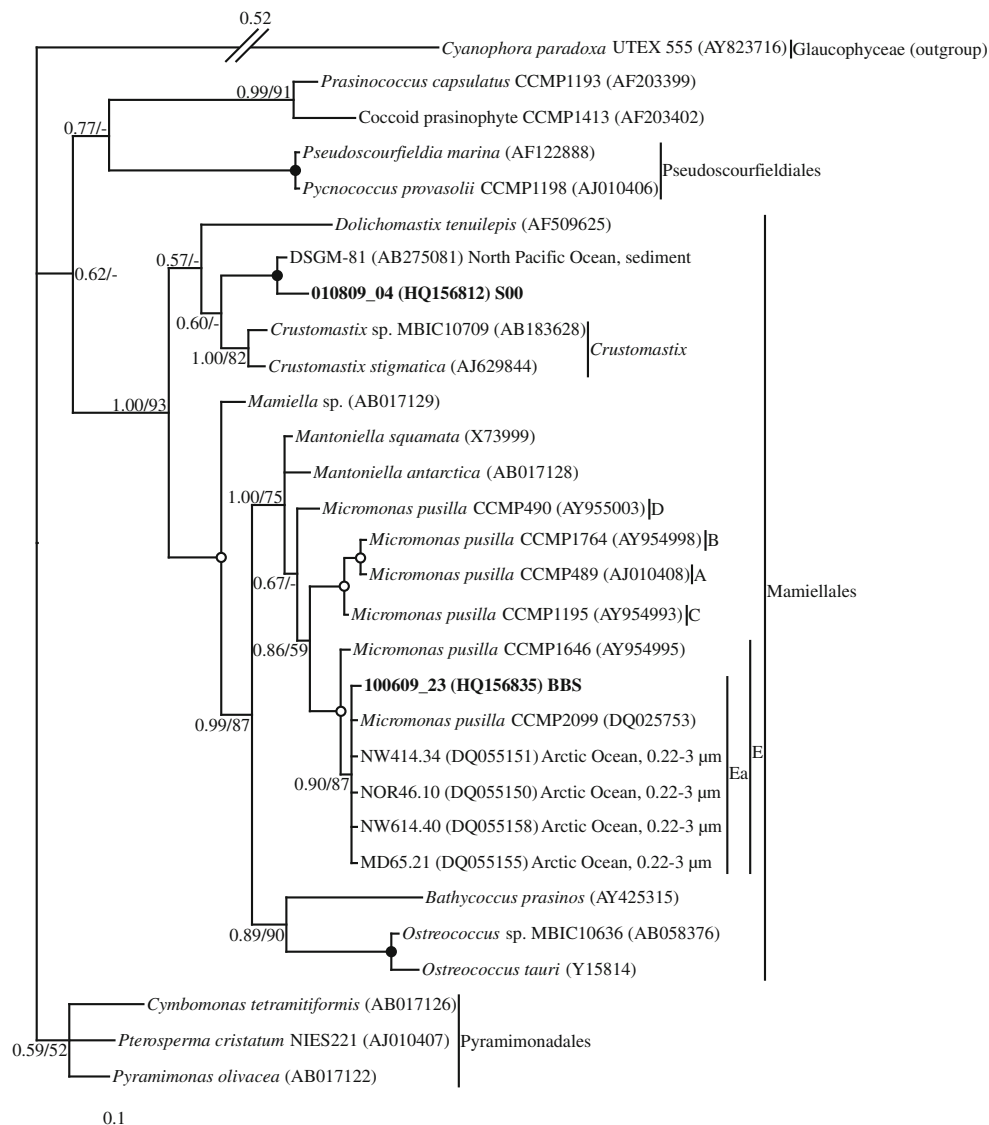 0.52
Cyanophora paradoxa UTEX 555 (AY823716) Glaucophyceae (outgroup)
Prasinococcus capsulatus CCMP1193 (AF203399)
0.99/91
Coccoid prasinophyte CCMP1413 (AF203402)
0.77/-
Pseudoscourfieldia marina (AF122888)
Pseudoscourfieldiales
Pycnococcus provasolii CCMP1198 (AJ010406)
Dolichomastix tenuilepis (AF509625)
DSGM-81 (AB275081) North Pacific Ocean, sediment
0.57/-
0.62/-
010809_04 (HQ156812) S00
0.60/-
Crustomastix sp. MBIC10709 (AB183628)
Crustomastix
1.00/82
Crustomastix stigmatica (AJ629844)
1.00/93
Mamiella sp. (AB017129)
Mantoniella squamata (X73999)
Mantoniella antarctica (AB017128)
1.00/75
Micromonas pusilla CCMP490 (AY955003) D
Micromonas pusilla CCMP1764 (AY954998) B
Micromonas pusilla CCMP489 (AJ010408) A
0.67/-
Mamiellales
Micromonas pusilla CCMP1195 (AY954993) C
0.86/59
Micromonas pusilla CCMP1646 (AY954995)
100609_23 (HQ156835) BBS
Micromonas pusilla CCMP2099 (DQ025753)
0.99/87
E
NW414.34 (DQ055151) Arctic Ocean, 0.22-3 µm
Ea
0.90/87
NOR46.10 (DQ055150) Arctic Ocean, 0.22-3 µm
NW614.40 (DQ055158) Arctic Ocean, 0.22-3 µm
MD65.21 (DQ055155) Arctic Ocean, 0.22-3 µm
Bathycoccus prasinos (AY425315)
0.89/90
Ostreococcus sp. MBIC10636 (AB058376)
Ostreococcus tauri (Y15814)
Cymbomonas tetramitiformis (AB017126)
Pterosperma cristatum NIES221 (AJ010407) Pyramimonadales
0.59/52
Pyramimonas olivacea (AB017122)
0.1